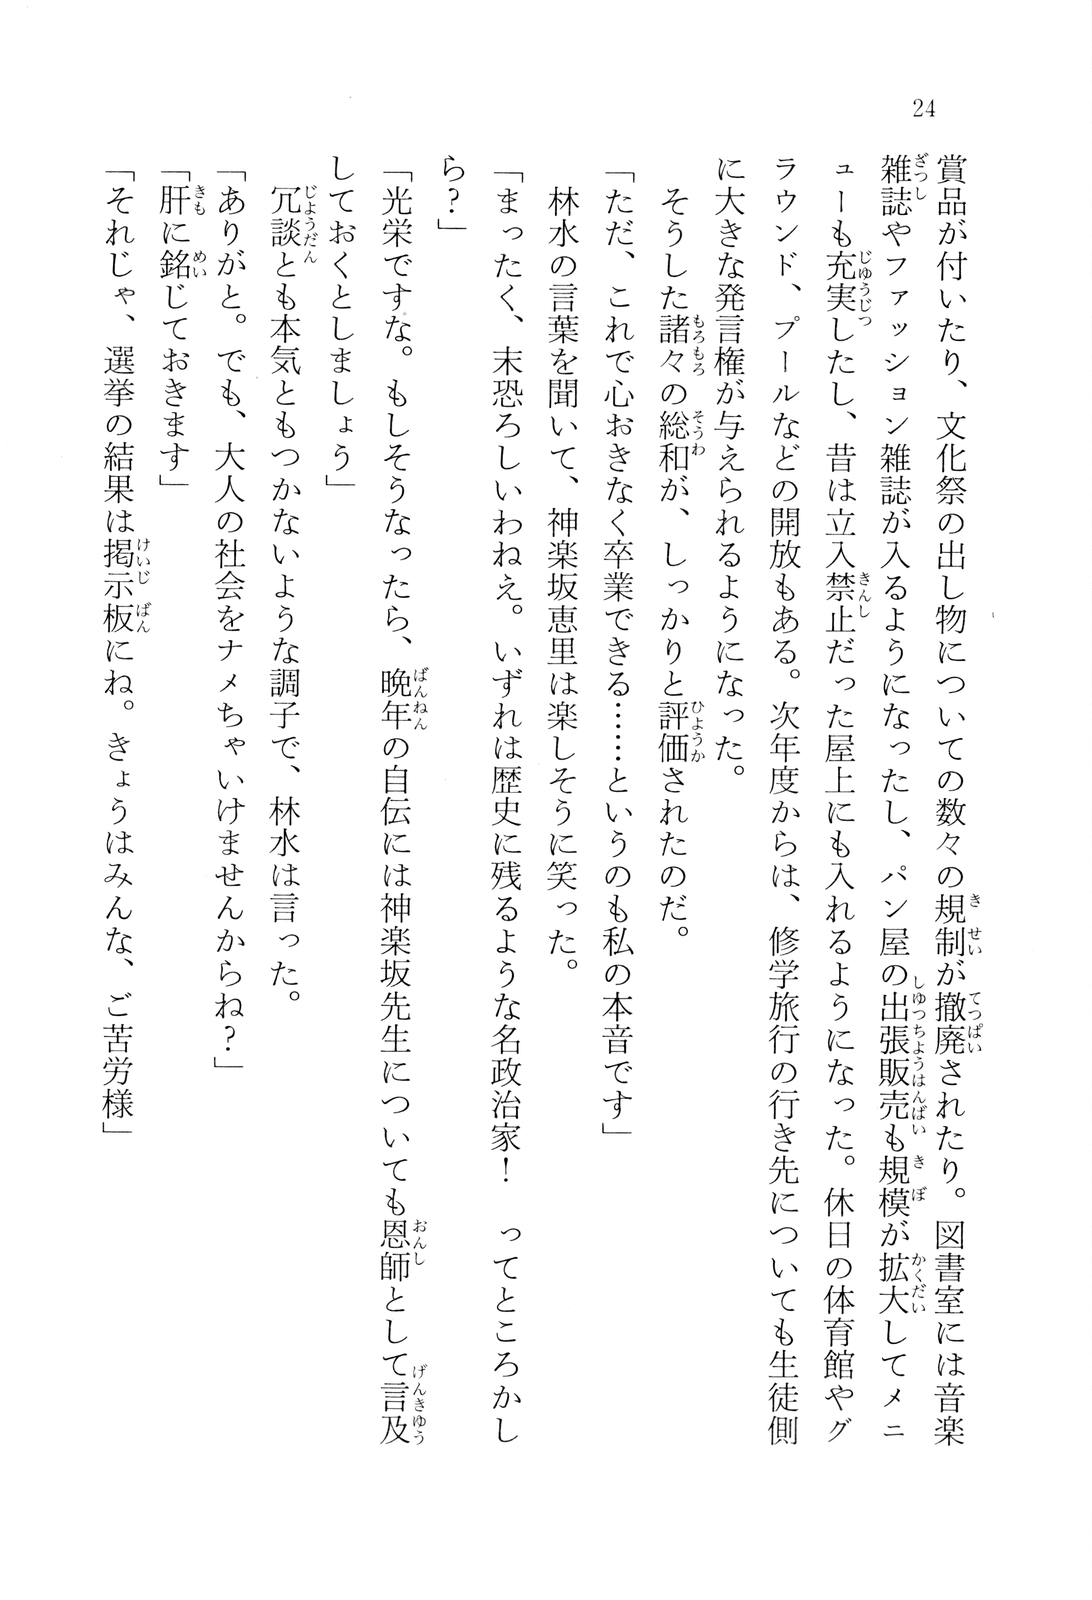 24
賞品が付いたり、文化祭の出し物についての数々の規制が撤廃されたり。図書室には音楽
雑誌やファッション雑誌が入るようになったし、パン屋の出張販売も規模が拡大してメニ
ューも充実したし、昔は立入禁止だった屋上にも入れるようになった。休日の体育館やグ
ラウンド、プールなどの開放もある。次年度からは、修学旅行の行き先についても生徒側
に大きな発言権が与えられるようになった。
　そうした諸々の総和が、しっかりと評価されたのだ。
「ただ、これで心おきなく卒業できる……というのも私の本音です」
　林水の言葉を聞いて、神楽坂恵里は楽しそうに笑った。
「まったく、末恐ろしいわねえ。いずれは歴史に残るような名政治家！　ってところかし
ら？」
「光栄ですな。もしそうなったら、晩年の自伝には神楽坂先生についても恩師として言及
しておくとしましょう」
　冗談とも本気ともつかないような調子で、林水は言った。
「ありがと。でも、大人の社会をナメちゃいけませんからね？」
「肝に銘じておきます」
「それじゃ、選挙の結果は掲示板にね。きょうはみんな、ご苦労様」